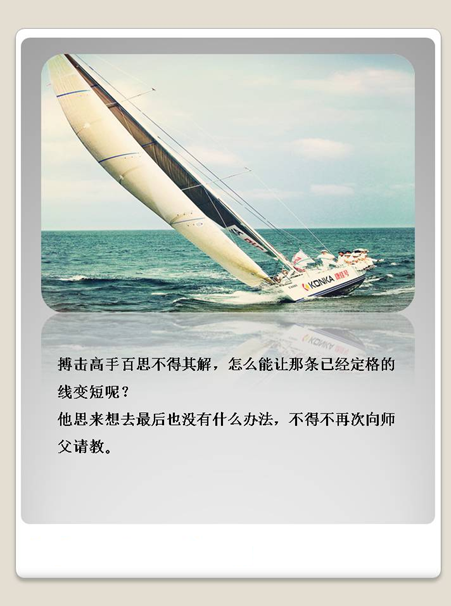 KONKA
搏击高手百思不得其解，怎么能让那条已经定格的
线变短呢？
他思来想去最后也没有什么办法，不得不再次向师
父请教。